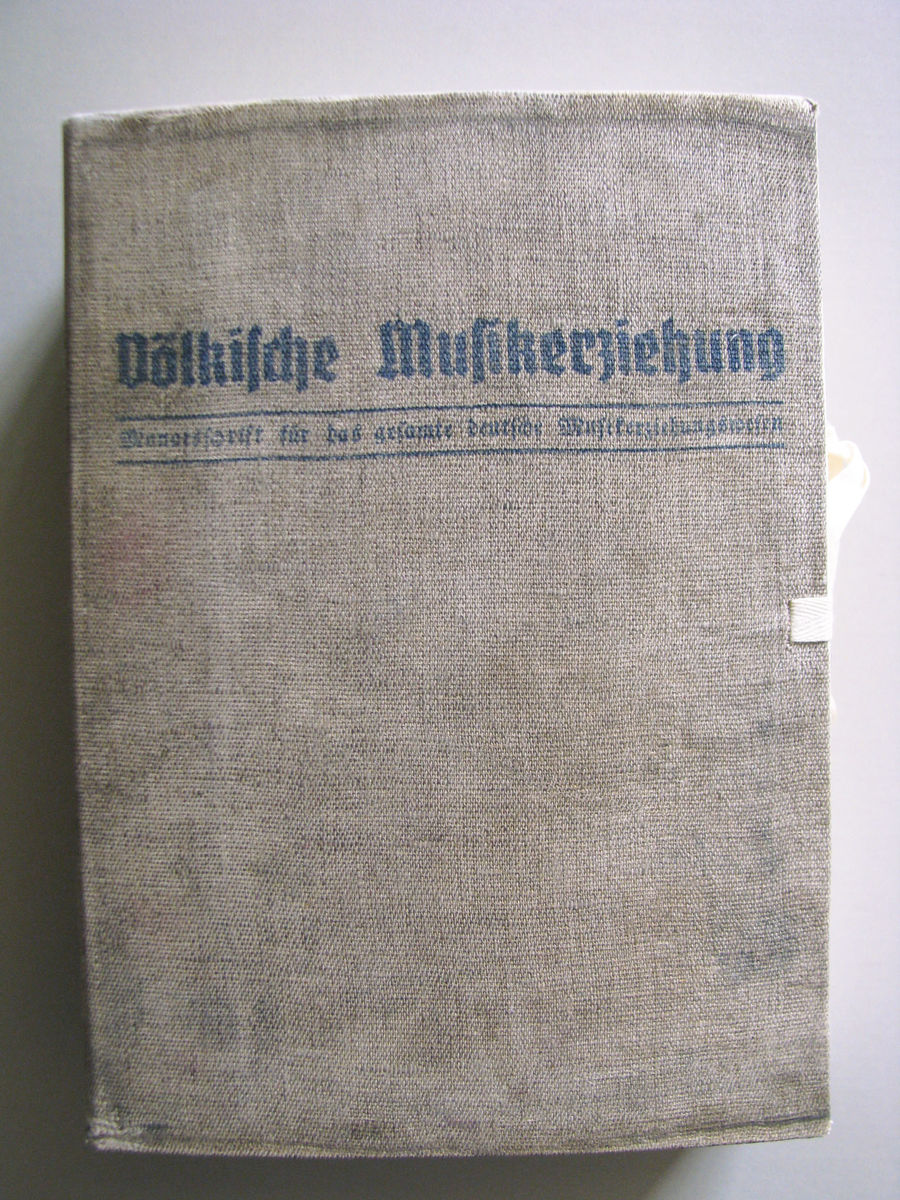 Völkische Musikerziehung
Monatsschrift für das gesamte deutsche Musikerziehungswesen